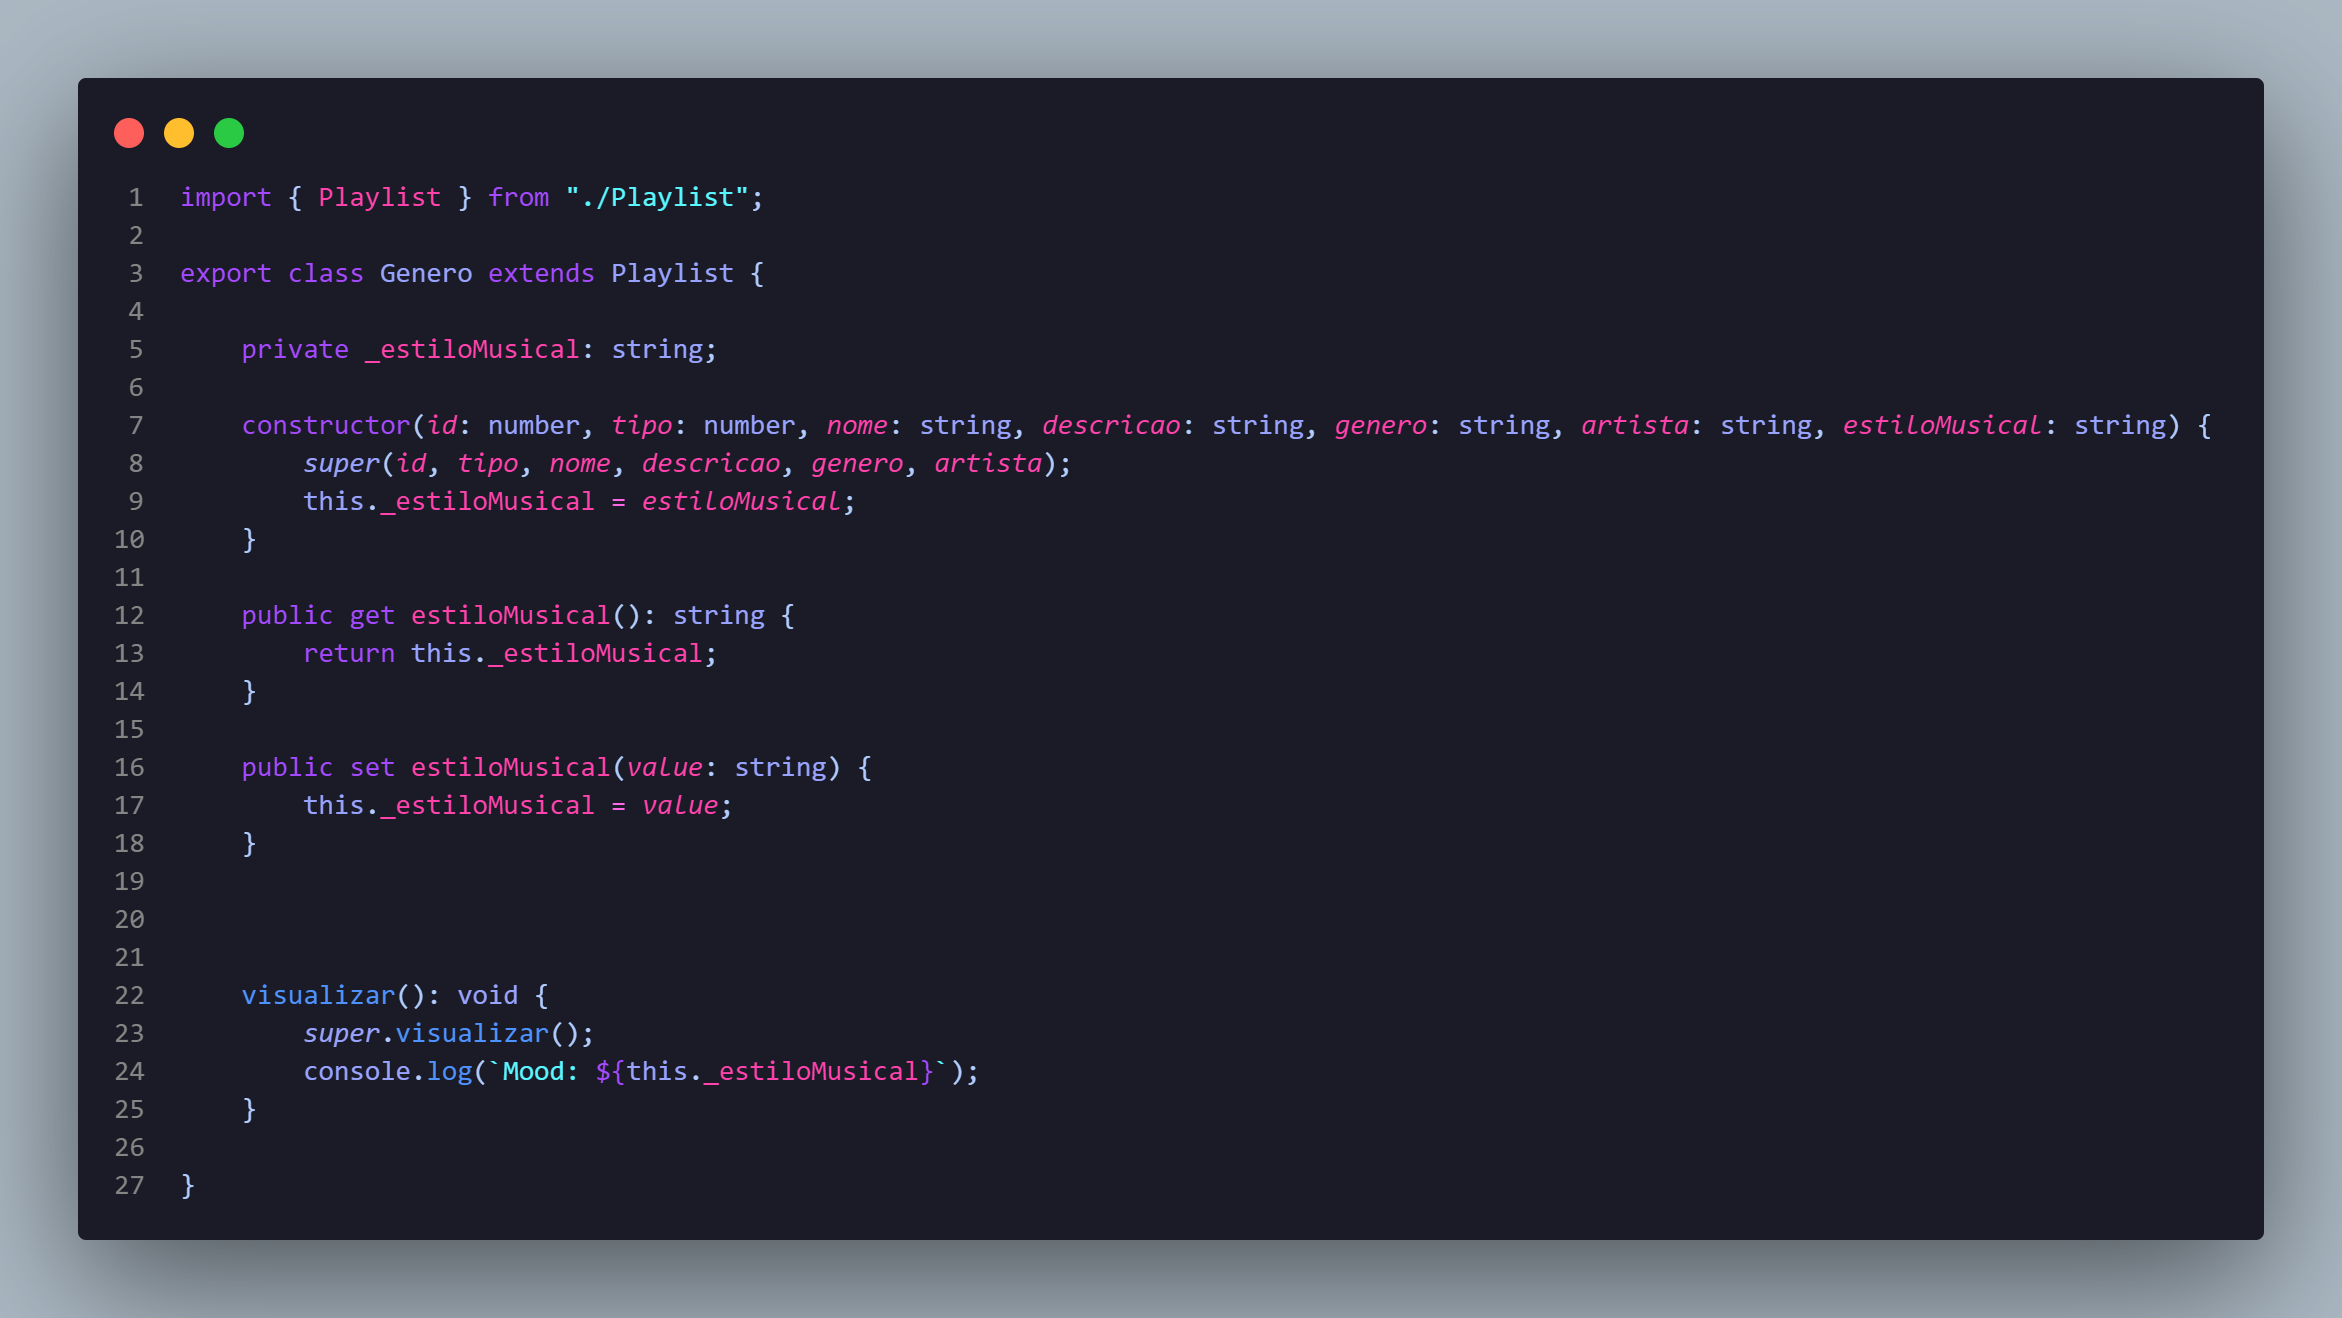 1 import { Playlist } from "./Playlist";
2
3 export class Genero extends Playlist {
4
5     private _estiloMusical: string;
6
7     constructor(id: number, tipo: number, nome: string, descricao: string, genero: string, artista: string, estiloMusical: string) {
8         super(id, tipo, nome, descricao, genero, artista);
9         this._estiloMusical = estiloMusical;
10     }
11
12     public get estiloMusical(): string {
13         return this._estiloMusical;
14     }
15
16     public set estiloMusical(value: string) {
17         this._estiloMusical = value;
18     }
19
20
21
22     visualizar(): void {
23         super.visualizar();
24         console.log(`Mood: ${this._estiloMusical}`);
25     }
26
27 }